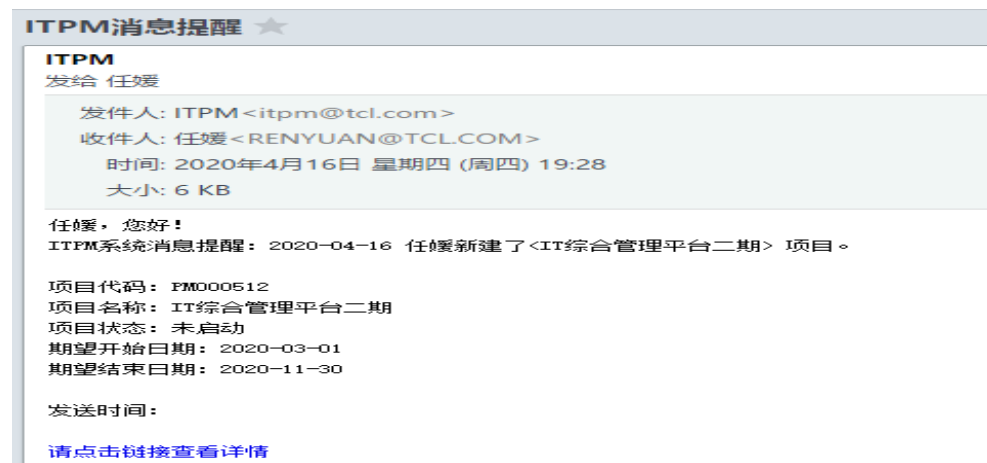 ITPM消息提醒
ITPM
发给 任媛
发件人: ITPM<itpm@tcl.com>
收件人: 任媛<RENYUAN@TCL.COM>
时间: 2020年4月16日 星期四 (周四) 19:28
大小: 6 KB
任媛，您好！
ITPM系统消息提醒：2020-04-16 任媛新建了<IT综合管理平台二期> 项目。
项目代码：PM000512
项目名称：IT综合管理平台二期
项目状态：未启动
期望开始日期：2020-03-01
期望结束日期：2020-11-30
发送时间：
请点击链接查看详情